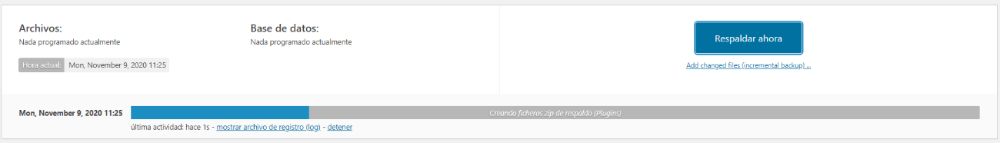 Archivos:
Nada programado actualmente
Base de datos:
Nada programado actualmente
Hora actual: Mon, November 9, 2020 11:25
Respaldar ahora
Add changed files (incremental backup) ...
Mon, November 9, 2020 11:25
Creando ficheros zip de respaldo (Plugins)
última actividad: hace 1s - mostrar archivo de registro (log) - detener